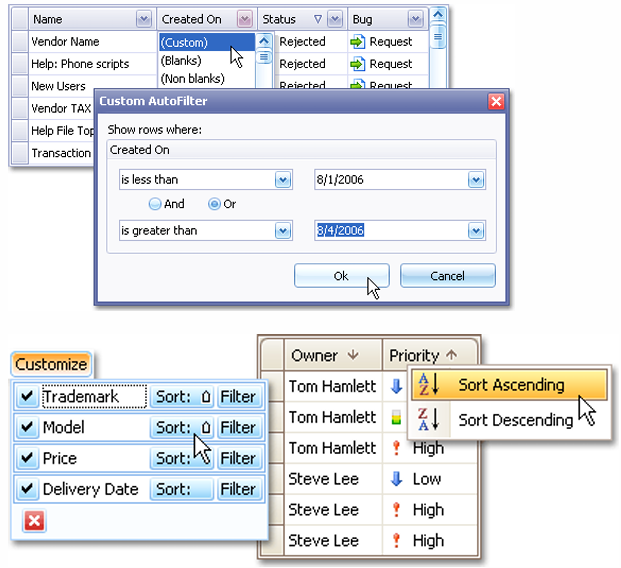 Name Created On Status Bug
Vendor Name (Custom) Rejected Request
Help: Phone scripts (Blanks) Rejected Request
New Users (Non blanks) Rejected Request
Vendor TAX
Help File Top
Transaction
Custom AutoFilter
Show rows where:
Created On
is less than 8/1/2006
And Or
is greater than 8/4/2006
Ok Cancel
Customize
Trademark Sort: Filter
Model Sort: Filter
Price Sort: Filter
Delivery Date Sort: Filter
Owner Priority
Tom Hamlett
Tom Hamlett
Tom Hamlett High
Steve Lee Low
Steve Lee High
Steve Lee High
A Z Sort Ascending
Z A Sort Descending